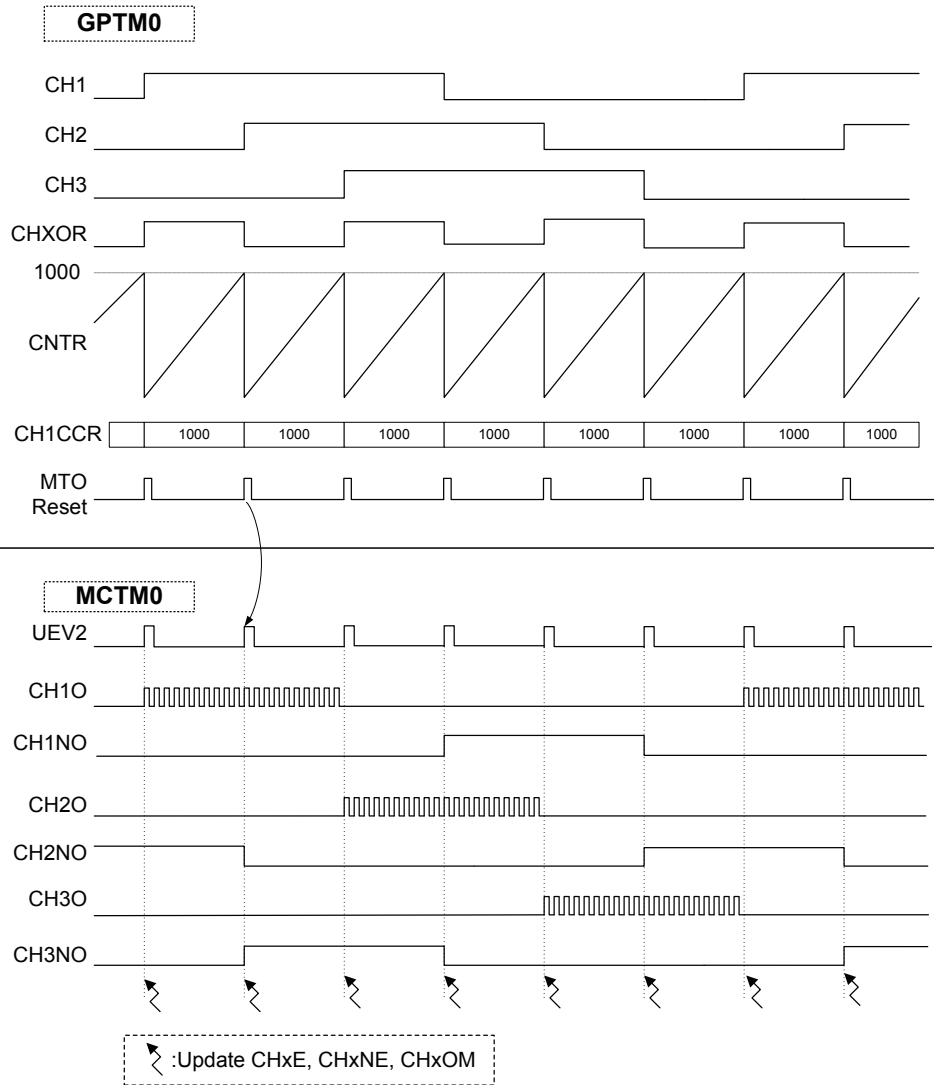 GPTM0
CH1
CH2
CH3
CHXOR
1000
CNTR
CH1CCR 1000 1000 1000 1000 1000 1000 1000 1000
MTO
Reset
MCTM0
UEV2
CH1O
CH1NO
CH2O
CH2NO
CH3O
CH3NO
:Update CHxE, CHxNE, CHxOM